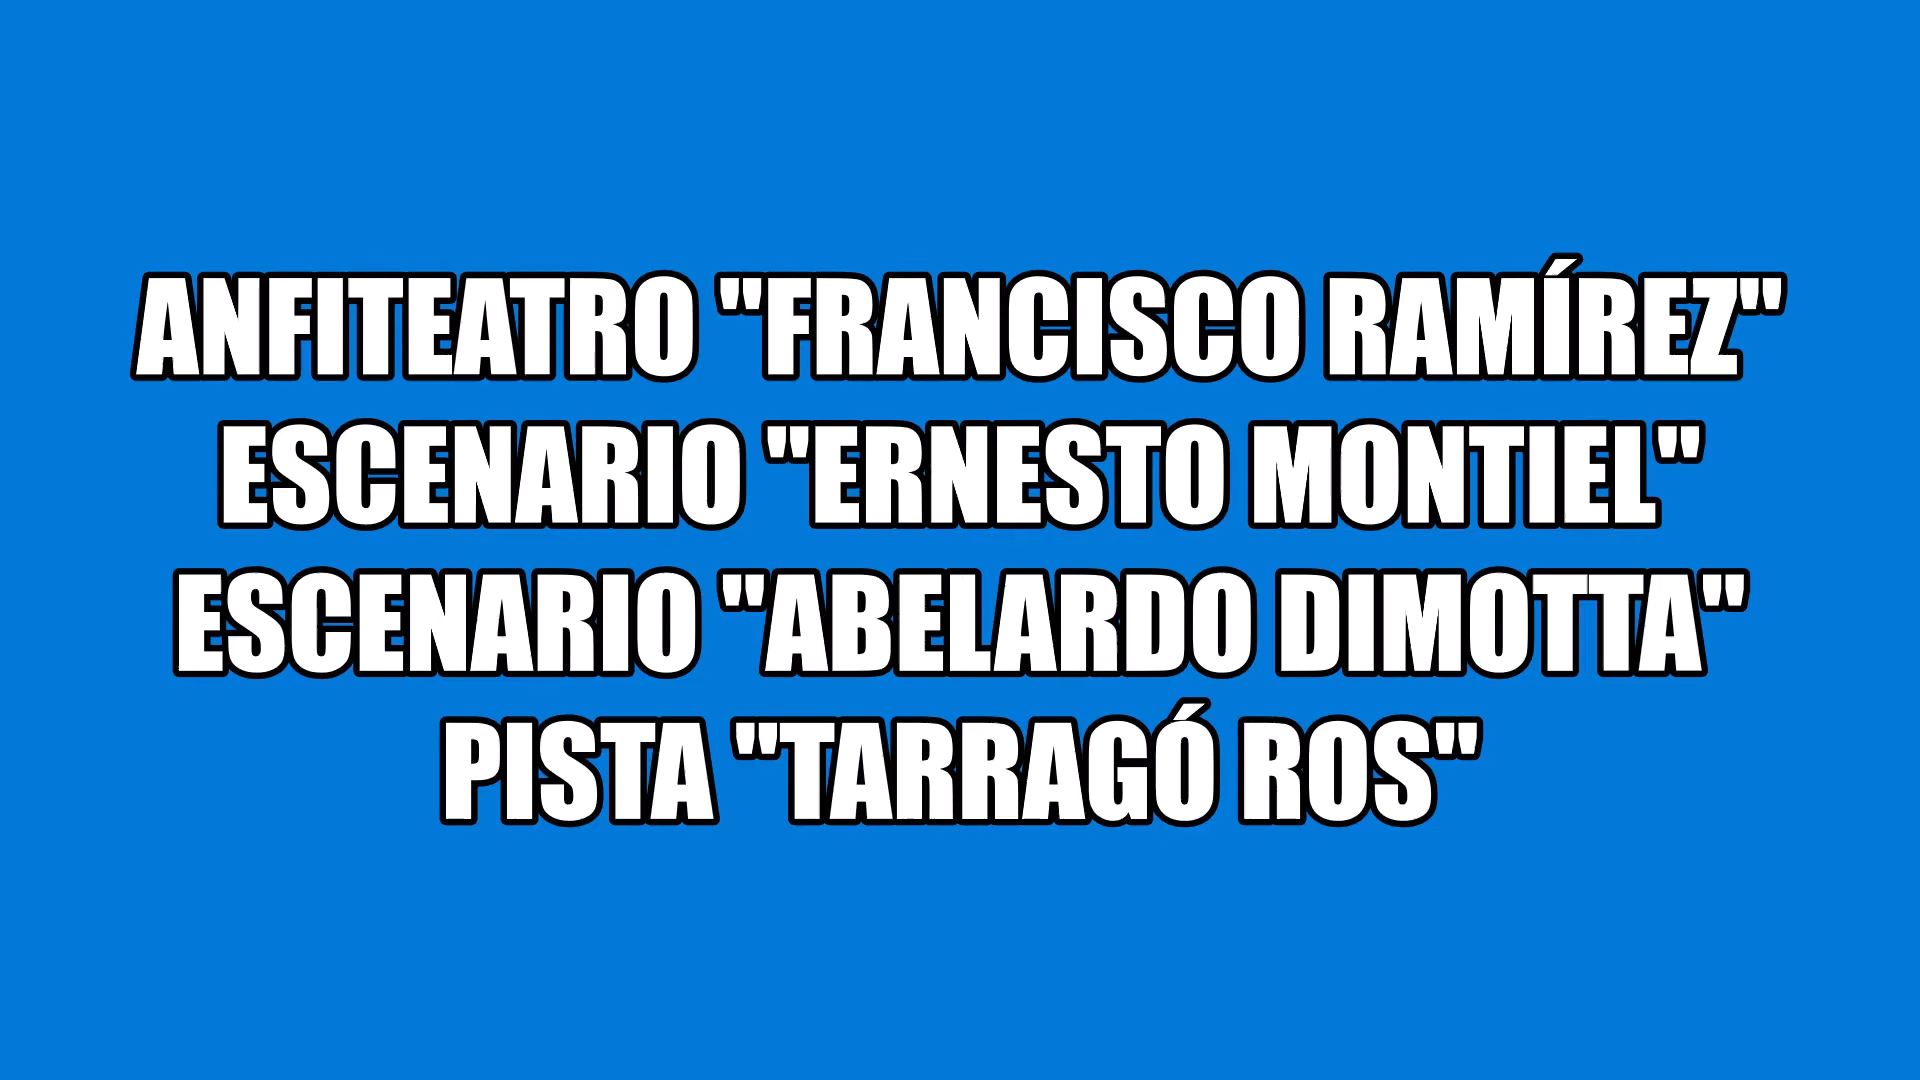 ANFITEATRO "FRANCISCO RAMÍREZ"
ESCENARIO "ERNESTO MONTIEL"
ESCENARIO "ABELARDO DIMOTTA"
PISTA "TARRAGÓ ROS"